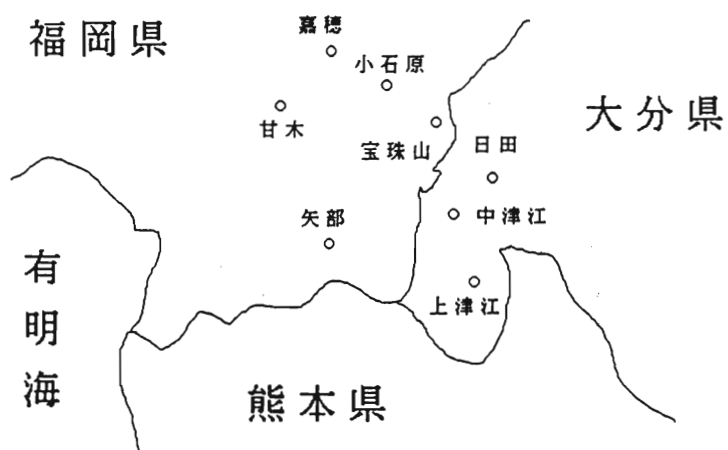 福岡県
嘉穂
小石原
甘木
宝珠山
大分県
日田
中津江
矢部
上津江
有明海
熊本県